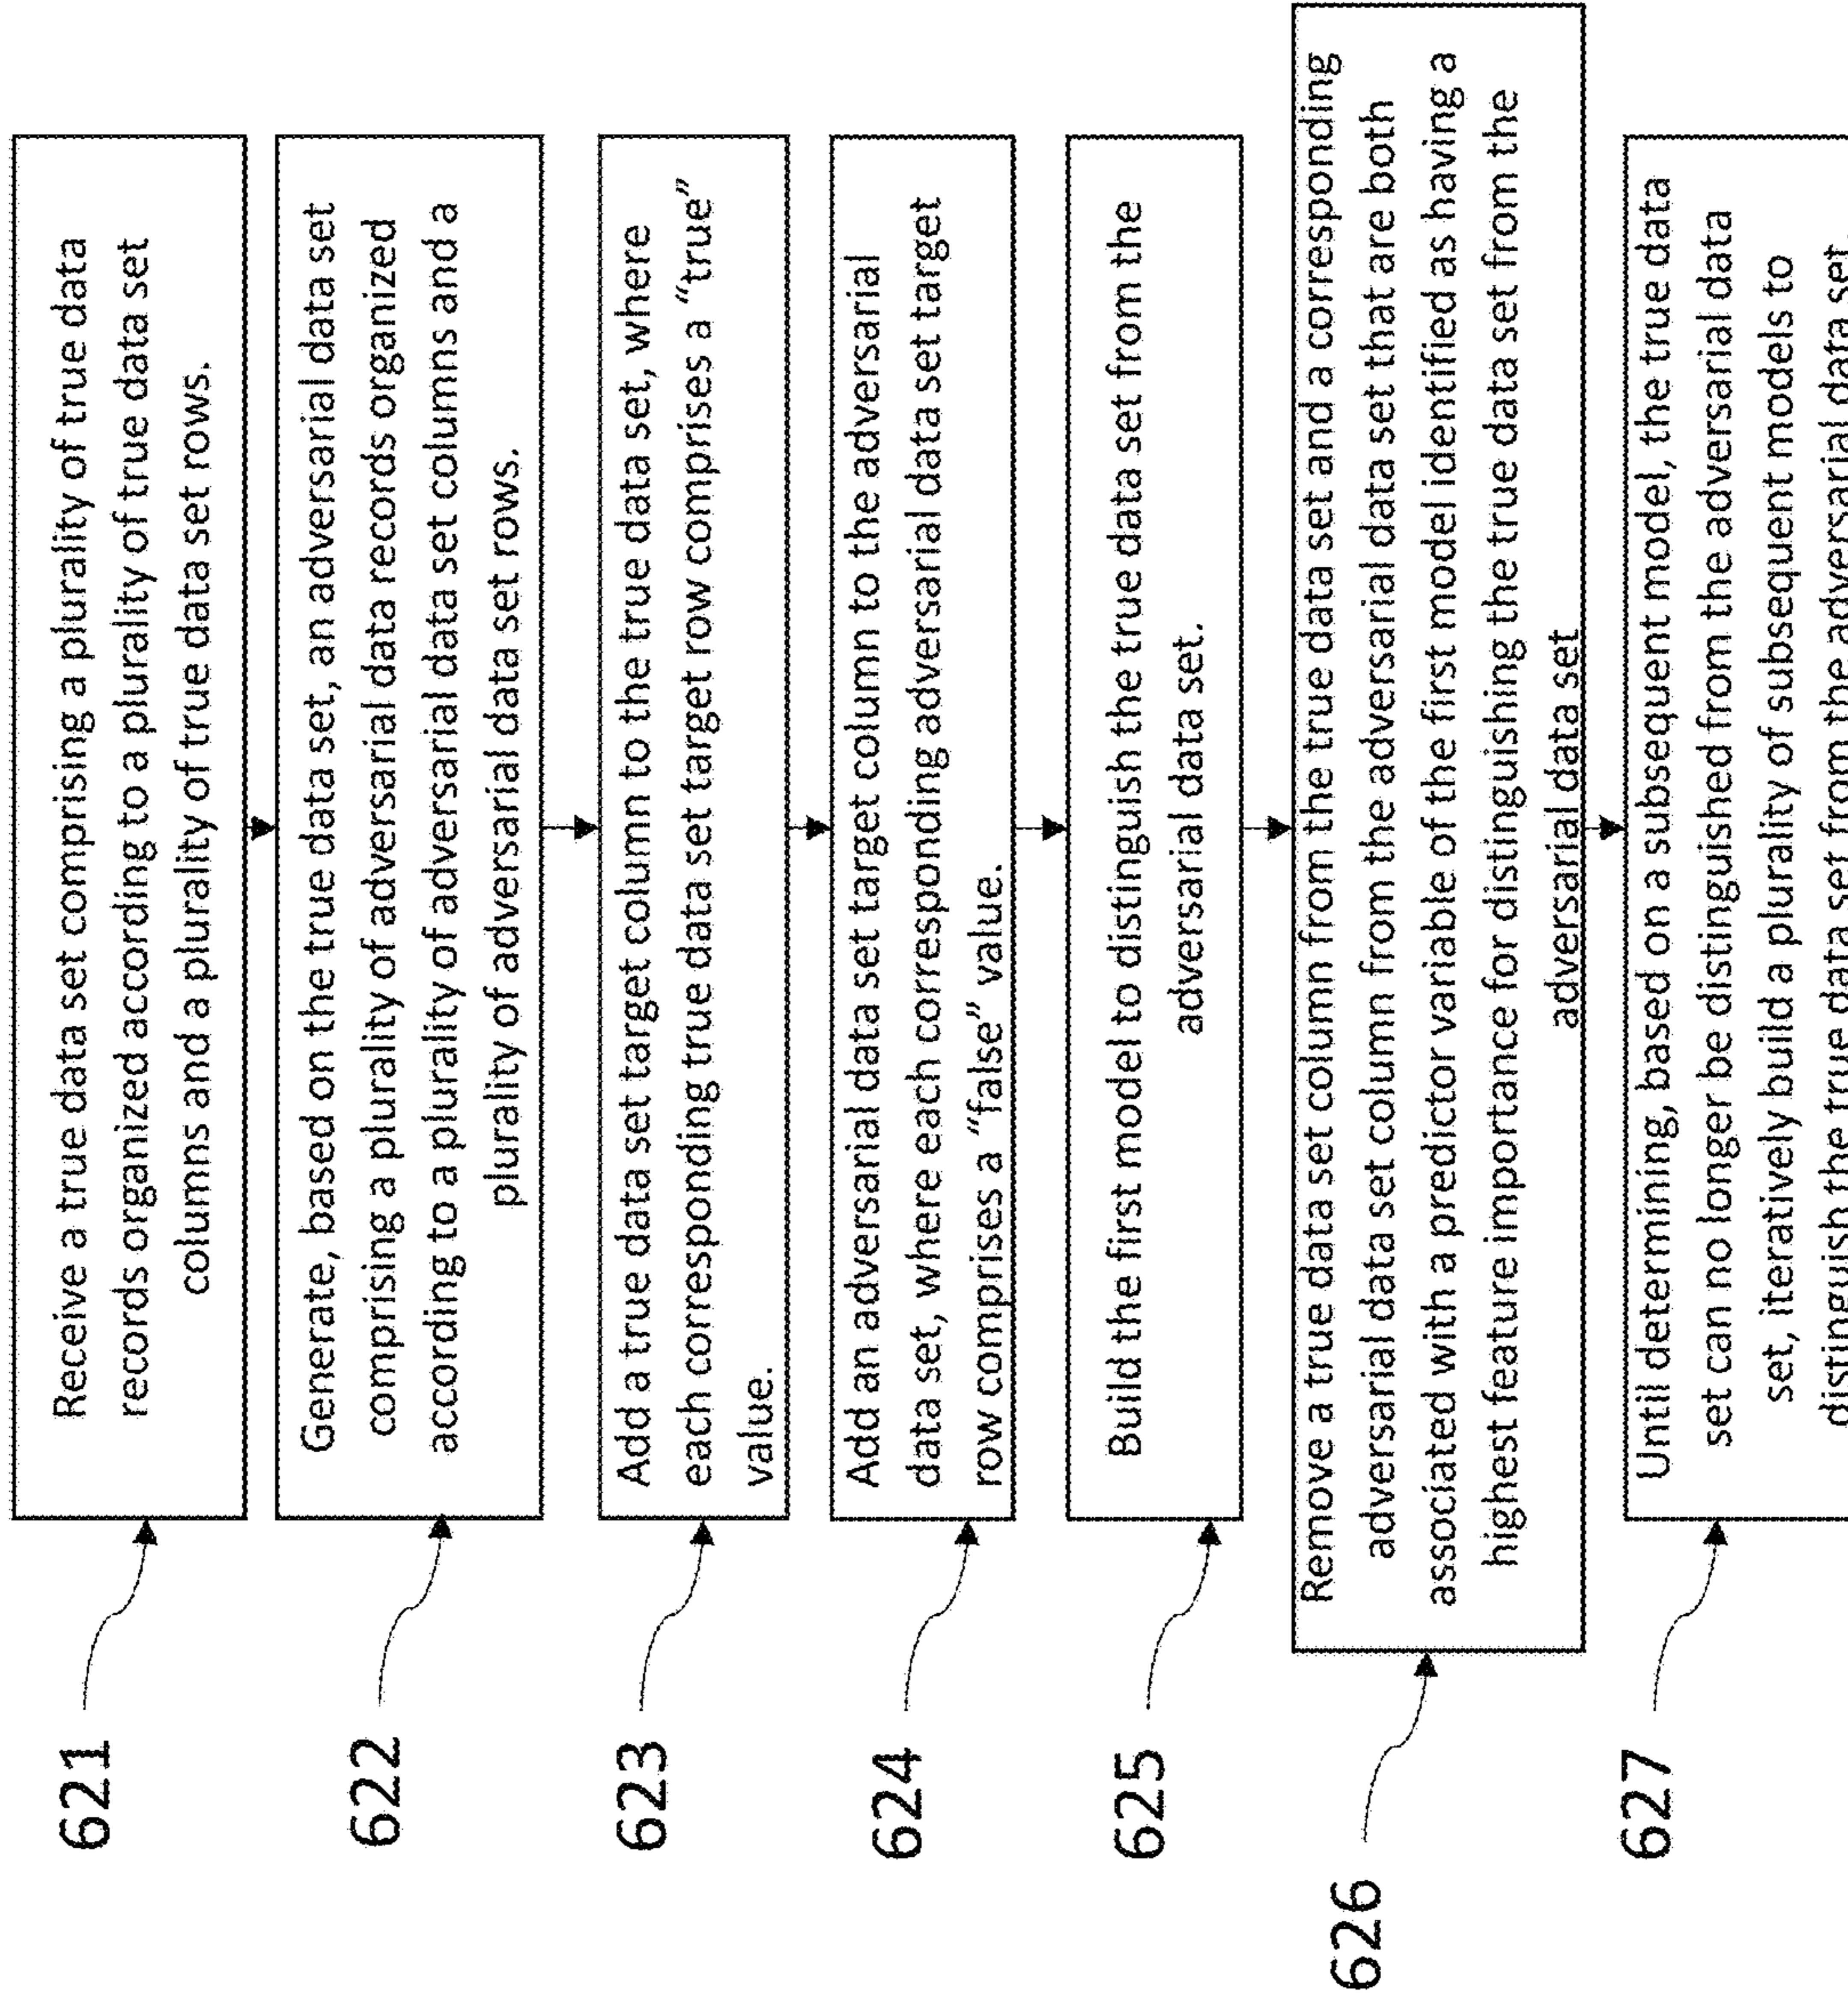 621
Receive a true data set comprising a plurality of true data
records organized according to a plurality of true data set
columns and a plurality of true data set rows.
622
Generate, based on the true data set, an adversarial data set
comprising a plurality of adversarial data records organized
according to a plurality of adversarial data set columns and a
plurality of adversarial data set rows.
623
Add a true data set target column to the true data set, where
each corresponding true data set target row comprises a “true”
value.
624
Add an adversarial data set target column to the adversarial
data set, where each corresponding adversarial data set target
row comprises a “false” value.
625
Build the first model to distinguish the true data set from the
adversarial data set.
626
Remove a true data set column from the true data set and a corresponding
adversarial data set column from the adversarial data set that are both
associated with a predictor variable of the first model identified as having a
highest feature importance for distinguishing the true data set from the
adversarial data set
627
Until determining, based on a subsequent model, the true data
set can no longer be distinguished from the adversarial data
set, iteratively build a plurality of subsequent models to
distinguish the true data set from the adversarial data set.